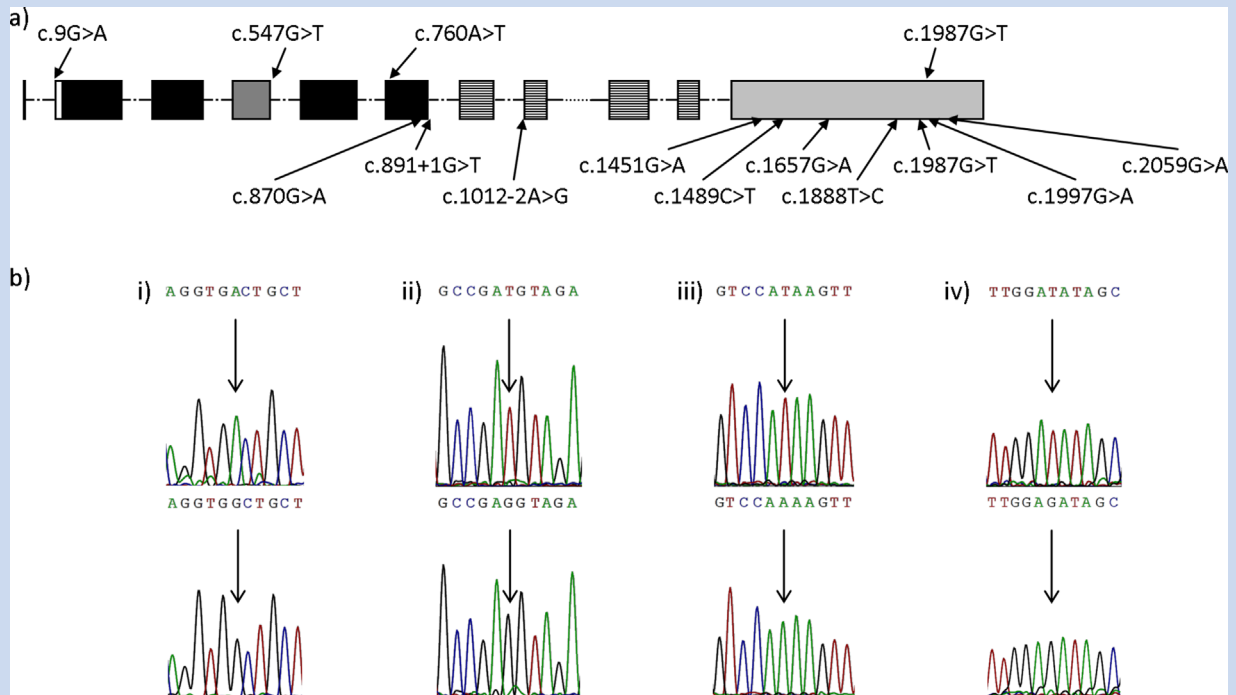 a)
c.9G>A c.547G>T c.760A>T c.1987G>T
c.891+1G>T c.1451G>A c.1657G>A c.1987G>T c.2059G>A
c.870G>A c.1012-2A>G c.1489C>T c.1888T>C c.1997G>A
b)
i) AGGTGACTGCT ii) GCCGATGTAGA iii) GTCCATAAGTT iv) TTGGATATAGC
AGGTGGCTGCT GCCGAGGTAGA GTCCAAAAGTT TTGGAGATAGC